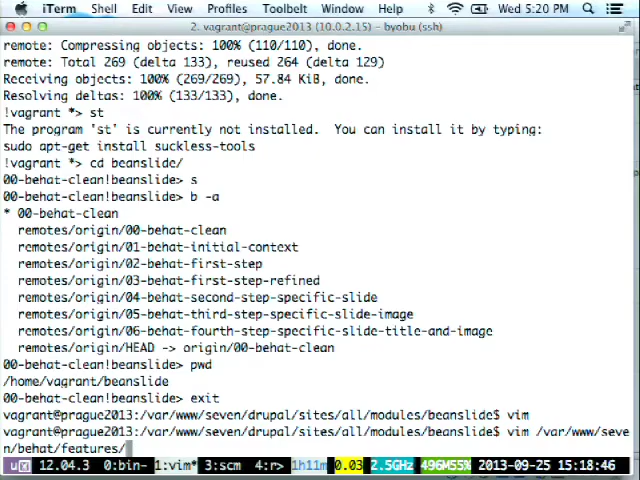 iTerm Shell Edit View Profiles Toolbelt Window Help Wed 5:20 PM
2. vagrant@prague2013 (10.0.2.15) - byobu (ssh)
remote: Compressing objects: 100% (110/110), done.
remote: Total 269 (delta 133), reused 264 (delta 129)
Receiving objects: 100% (269/269), 57.84 KiB, done.
Resolving deltas: 100% (133/133), done.
!vagrant *> st
The program 'st' is currently not installed.  You can install it by typing:
sudo apt-get install suckless-tools
!vagrant *> cd beanslide/
00-behat-clean!beanslide> s
00-behat-clean!beanslide> b -a
* 00-behat-clean
  remotes/origin/00-behat-clean
  remotes/origin/01-behat-initial-context
  remotes/origin/02-behat-first-step
  remotes/origin/03-behat-first-step-refined
  remotes/origin/04-behat-second-step-specific-slide
  remotes/origin/05-behat-third-step-specific-slide-image
  remotes/origin/06-behat-fourth-step-specific-slide-title-and-image
  remotes/origin/HEAD -> origin/00-behat-clean
00-behat-clean!beanslide> pwd
/home/vagrant/beanslide
00-behat-clean!beanslide> exit
vagrant@prague2013:/var/www/seven/drupal/sites/all/modules/beanslide$ vim
vagrant@prague2013:/var/www/seven/drupal/sites/all/modules/beanslide$ vim /var/www/seve
n/behat/features/
12.04.3 0:bin- 1:vim* 3:scm 4:r> 1h11m 0.03 2.5GHz 496M55% 2013-09-25 15:18:46